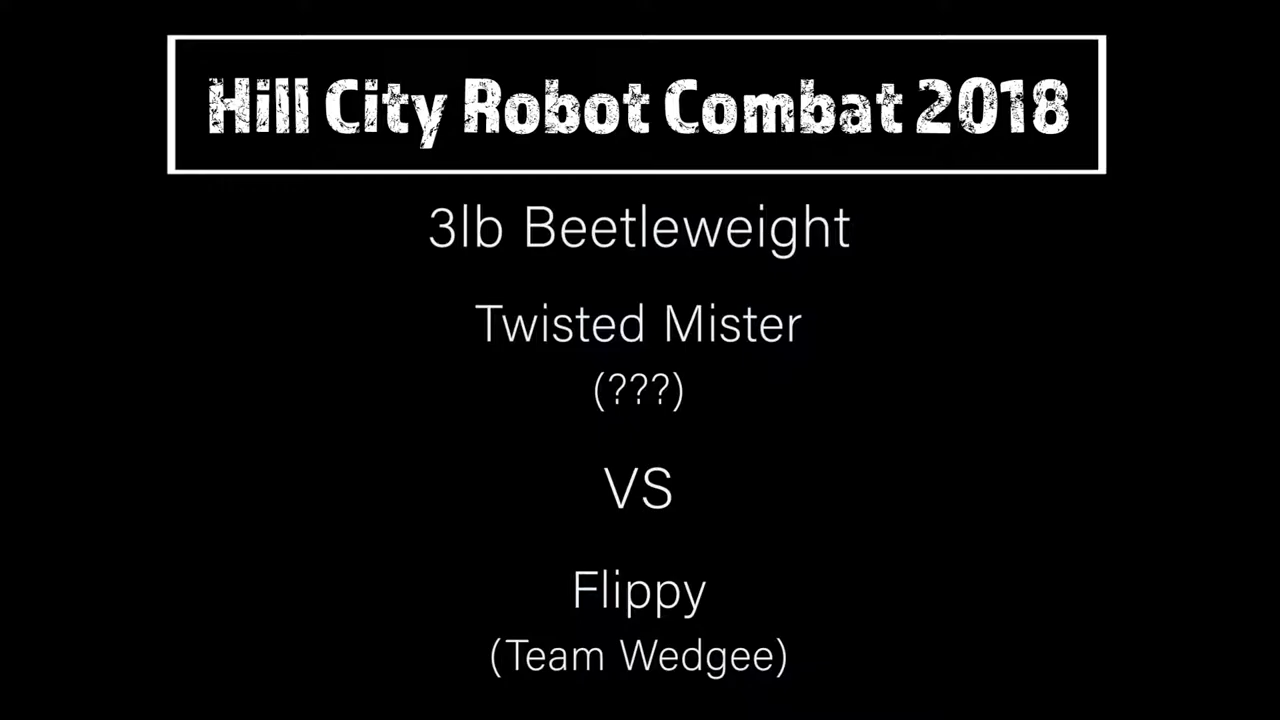 Hill City Robot Combat 2018
3lb Beetleweight
Twisted Mister
(???)
VS
Flippy
(Team Wedgee)